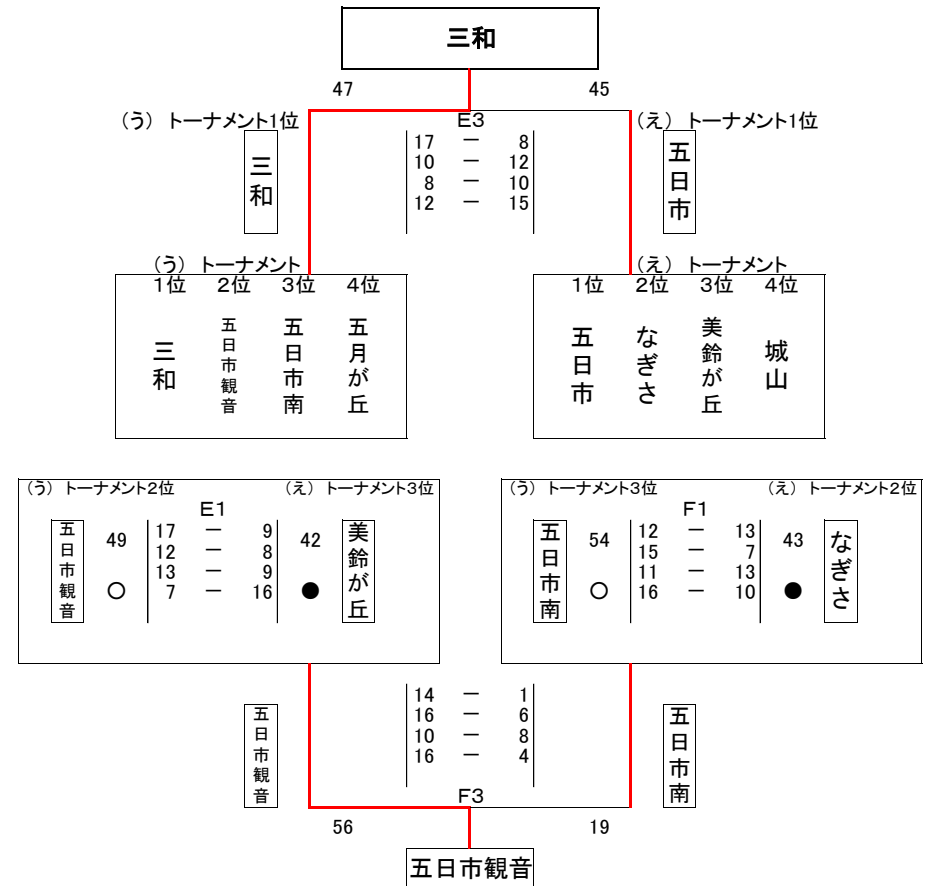 三和
47 45
(う) トーナメント1位 E3 (え) トーナメント1位
三和
17 ー 8
10 ー 12
8 ー 10
12 ー 15
五日市
(う) トーナメント
1位 2位 3位 4位
三和 五日市観音 五日市南 五月が丘
(え) トーナメント
1位 2位 3位 4位
五日市 なぎさ 美鈴が丘 城山
(う) トーナメント2位 (え) トーナメント3位
E1
五日市観音 49 ○
17 ー 9
12 ー 8
13 ー 9
7 ー 16
42 ● 美鈴が丘
(う) トーナメント3位 (え) トーナメント2位
F1
五日市南 54 ○
12 ー 13
15 ー 7
11 ー 13
16 ー 10
43 ● なぎさ
五日市観音
14 ー 1
16 ー 6
10 ー 8
16 ー 4
五日市南
F3
56 19
五日市観音